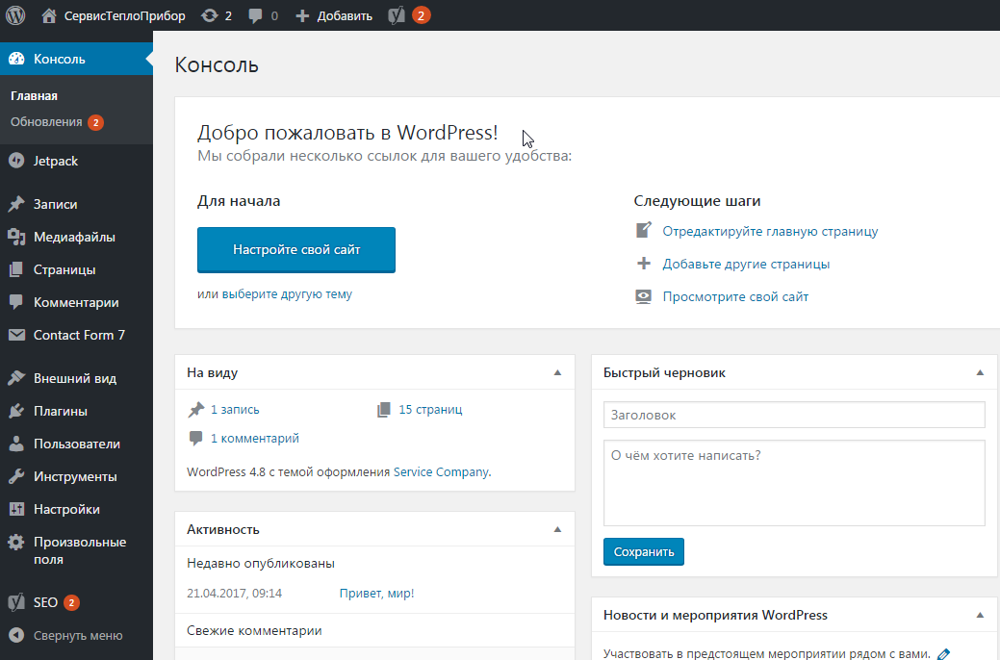 СервисТеплоПрибор 2 0 Добавить 2
Консоль
Главная
Обновления 2
Jetpack
Записи
Медиафайлы
Страницы
Комментарии
Contact Form 7
Внешний вид
Плагины
Пользователи
Инструменты
Настройки
Произвольные
поля
SEO 2
Свернуть меню
Консоль
Добро пожаловать в WordPress!
Мы собрали несколько ссылок для вашего удобства:
Для начала
Настройте свой сайт
или выберите другую тему
Следующие шаги
Отредактируйте главную страницу
Добавьте другие страницы
Просмотрите свой сайт
На виду
1 запись
15 страниц
1 комментарий
WordPress 4.8 с темой оформления Service Company.
Активность
Недавно опубликованы
21.04.2017, 09:14 Привет, мир!
Свежие комментарии
Быстрый черновик
Заголовок
О чём хотите написать?
Сохранить
Новости и мероприятия WordPress
Участвовать в предстоящем мероприятии рядом с вами.